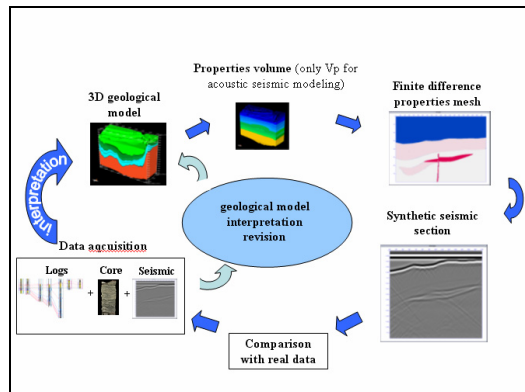 Properties volume (only Vp for
acoustic seismic modeling)
3D geological
model
Finite difference
properties mesh
interpretation
geological model
interpretation
revision
Synthetic seismic
section
Data aqcuisition
Logs
Core
Seismic
+
+
Comparison
with real data